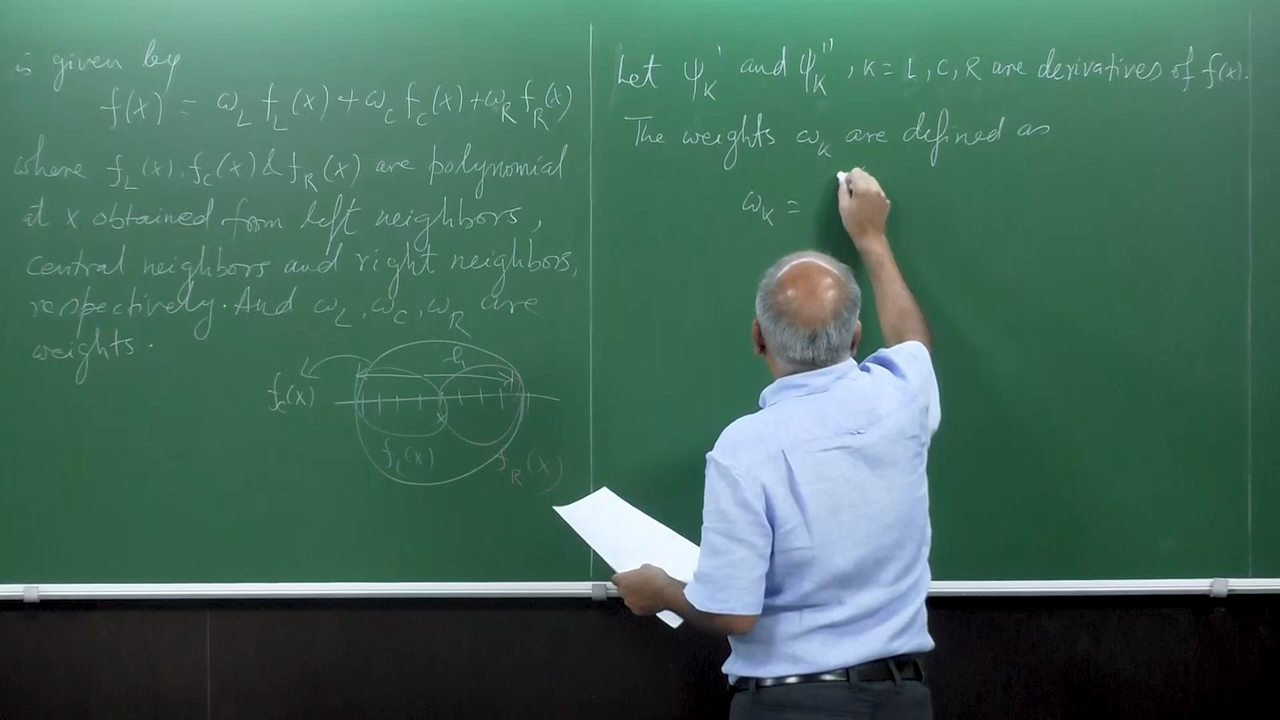 is given by
f(x) = ω_L f_L(x) + ω_C f_C(x) + ω_R f_R(x)
where f_L(x), f_C(x) & f_R(x) are polynomial
at x obtained from left neighbors,
central neighbors and right neighbors,
respectively. And ω_L, ω_C, ω_R are
weights.
h
f_C(x)
x
f_L(x)
f_R(x)
Let ψ_K' and ψ_K'', K = L, C, R are derivatives of f(x).
The weights ω_K are defined as
ω_K =